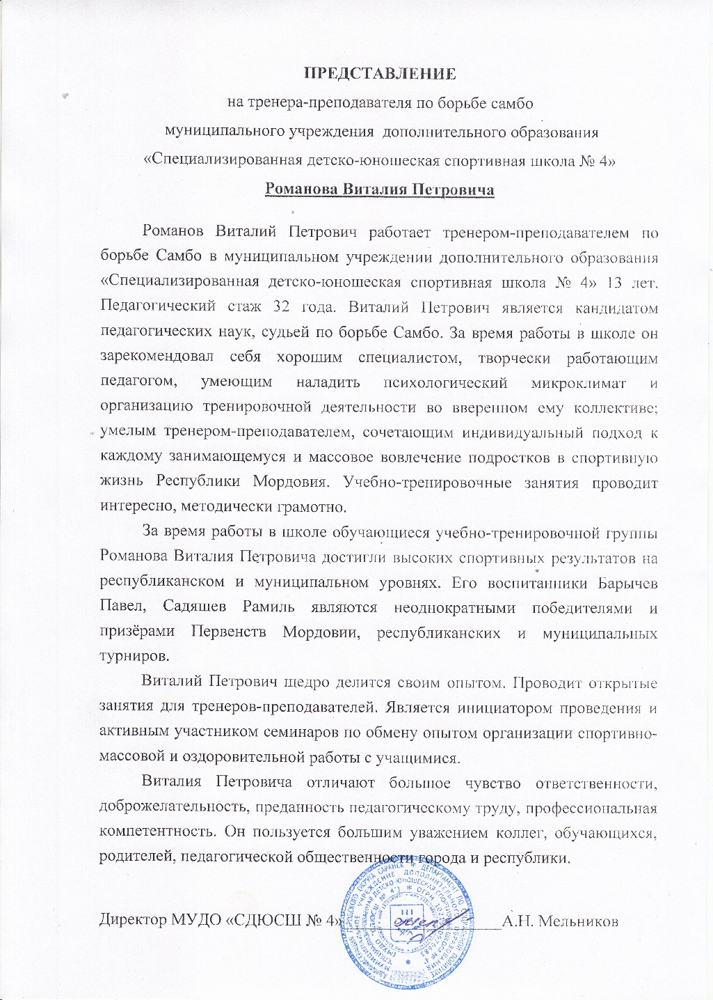 ПРЕДСТАВЛЕНИЕ
на тренера-преподавателя по борьбе самбо
муниципального учреждения дополнительного образования
«Специализированная детско-юношеская спортивная школа № 4»
Романова Виталия Петровича
Романов Виталий Петрович работает тренером-преподавателем по
борьбе Самбо в муниципальном учреждении дополнительного образования
«Специализированная детско-юношеская спортивная школа № 4» 13 лет.
Педагогический стаж 32 года. Виталий Петрович является кандидатом
педагогических наук, судьей по борьбе Самбо. За время работы в школе он
зарекомендовал себя хорошим специалистом, творчески работающим
педагогом, умеющим наладить психологический микроклимат и
организацию тренировочной деятельности во вверенном ему коллективе;
умелым тренером-преподавателем, сочетающим индивидуальный подход к
каждому занимающемуся и массовое вовлечение подростков в спортивную
жизнь Республики Мордовия. Учебно-тренировочные занятия проводит
интересно, методически грамотно.
За время работы в школе обучающиеся учебно-тренировочной группы
Романова Виталия Петровича достигли высоких спортивных результатов на
республиканском и муниципальном уровнях. Его воспитанники Барычев
Павел, Садяшев Рамиль являются неоднократными победителями и
призёрами Первенств Мордовии, республиканских и муниципальных
турниров.
Виталий Петрович щедро делится своим опытом. Проводит открытые
занятия для тренеров-преподавателей. Является инициатором проведения и
активным участником семинаров по обмену опытом организации спортивно-
массовой и оздоровительной работы с учащимися.
Виталия Петровича отличают большое чувство ответственности,
доброжелательность, преданность педагогическому труду, профессиональная
компетентность. Он пользуется большим уважением коллег, обучающихся,
родителей, педагогической общественности города и республики.
Директор МУДО «СДЮСШ № 4»__________________А.Н. Мельников